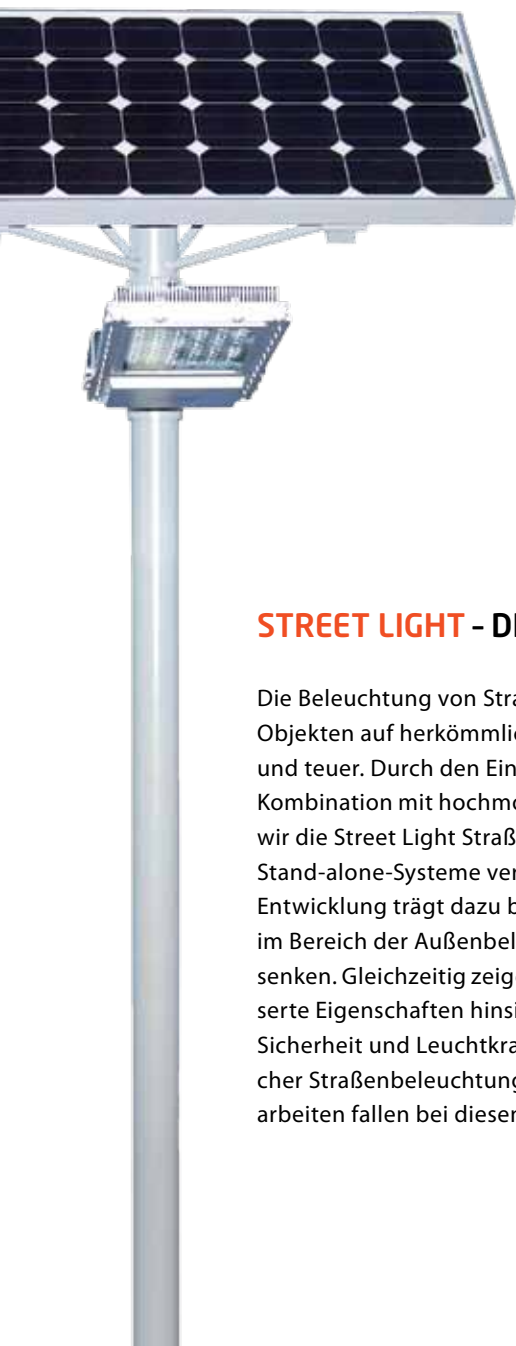 STREET LIGHT – D
Die Beleuchtung von Stra
Objekten auf herkömmli
und teuer. Durch den Ein
Kombination mit hochmo
wir die Street Light Straß
Stand-alone-Systeme ver
Entwicklung trägt dazu b
im Bereich der Außenbel
senken. Gleichzeitig zeig
serte Eigenschaften hinsi
Sicherheit und Leuchtkra
cher Straßenbeleuchtung
arbeiten fallen bei dieser